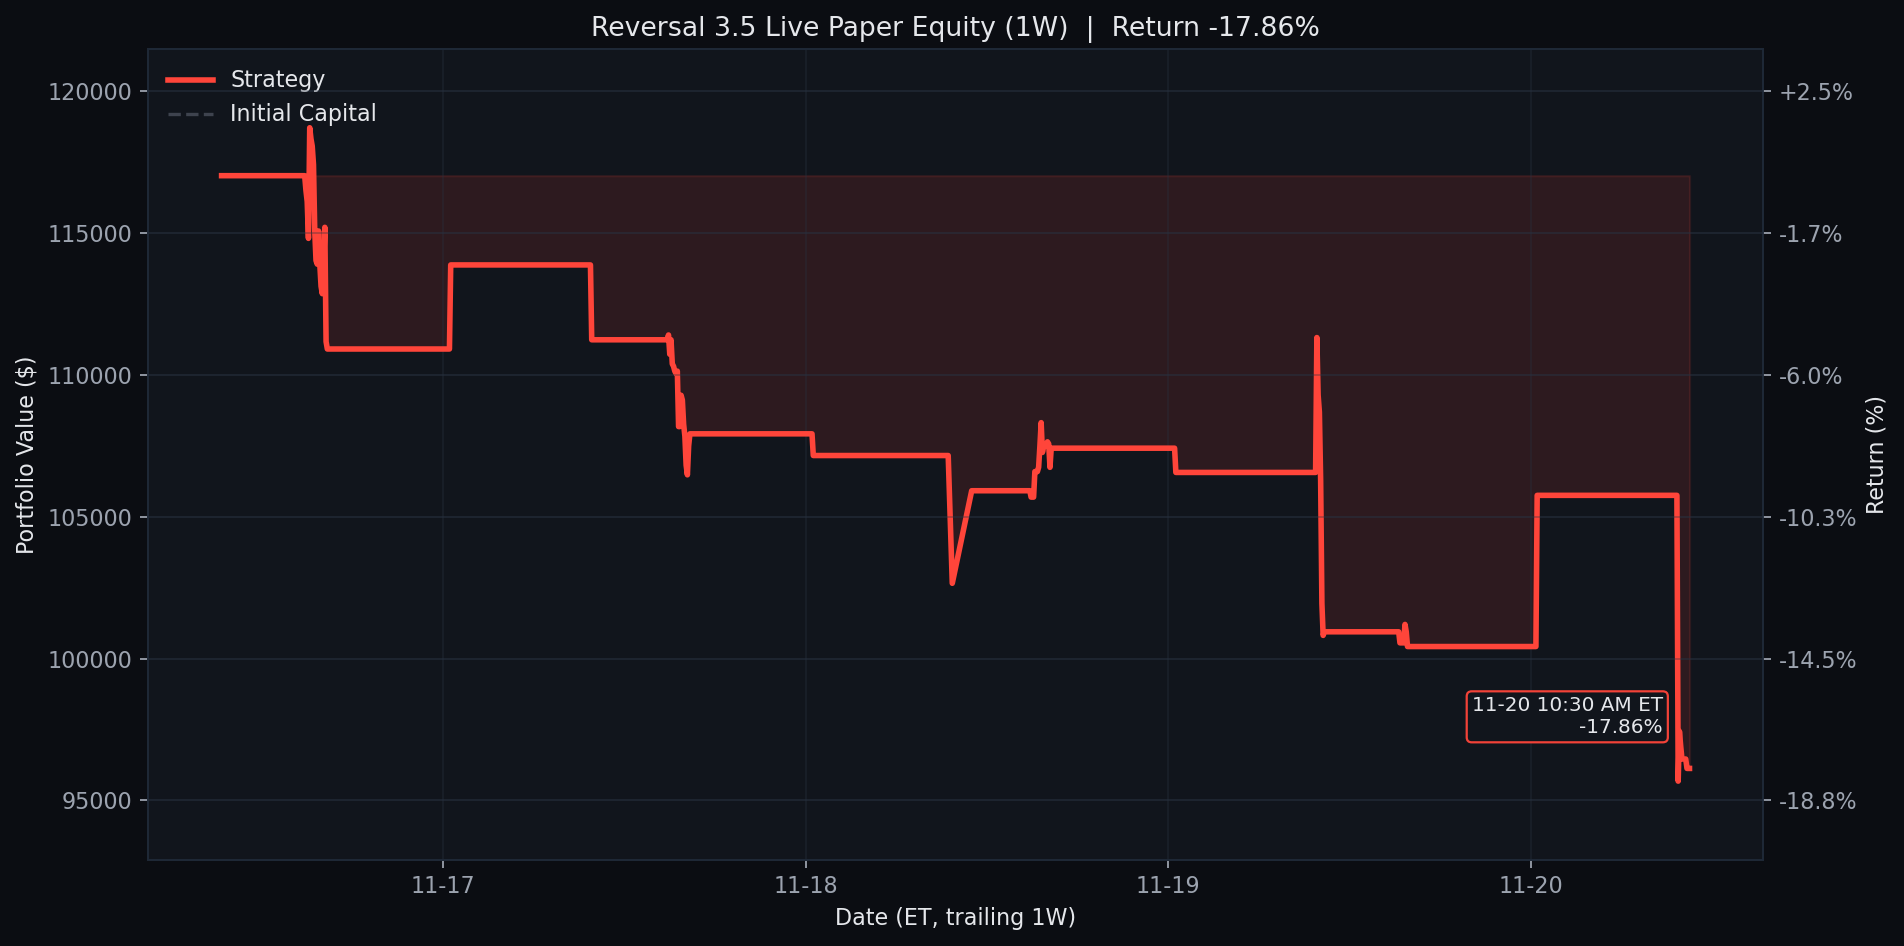 Reversal 3.5 Live Paper Equity (1W)  |  Return -17.86%
Strategy
Initial Capital
Portfolio Value ($)
120000
115000
110000
105000
100000
95000
+2.5%
-1.7%
-6.0%
-10.3%
-14.5%
-18.8%
Return (%)
11-20 10:30 AM ET
-17.86%
11-17
11-18
11-19
11-20
Date (ET, trailing 1W)